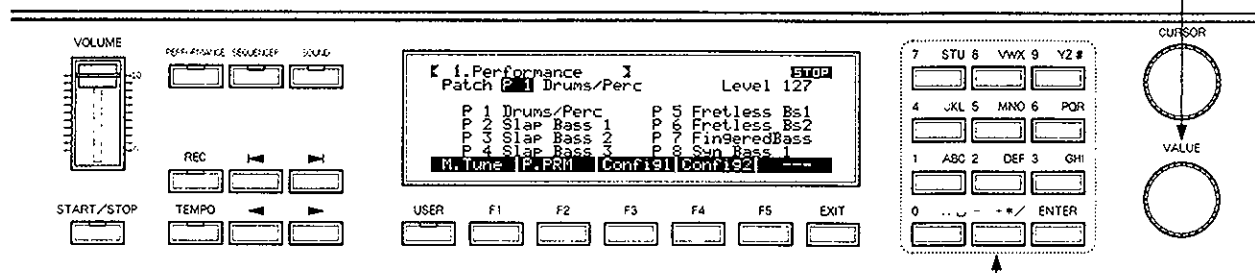 VOLUME
PERFORMANCE SEQUENCER SOUND
10
REC
START/STOP TEMPO
【 1.Performance 】 STOP
Patch P 1 Drums/Perc Level 127
P 1 Drums/Perc P 5 Fretless Bs1
P 2 Slap Bass 1 P 6 Fretless Bs2
P 3 Slap Bass 2 P 7 FingeredBass
P 4 Slap Bass 3 P 8 Syn Bass 1
M.Tune P.PRM Config1 Config2 ---
USER F1 F2 F3 F4 F5 EXIT
7 STU 8 VWX 9 YZ #
4 JKL 5 MNO 6 PQR
1 ABC 2 DEF 3 GHI
0 - +*/ ENTER
CURSOR
VALUE